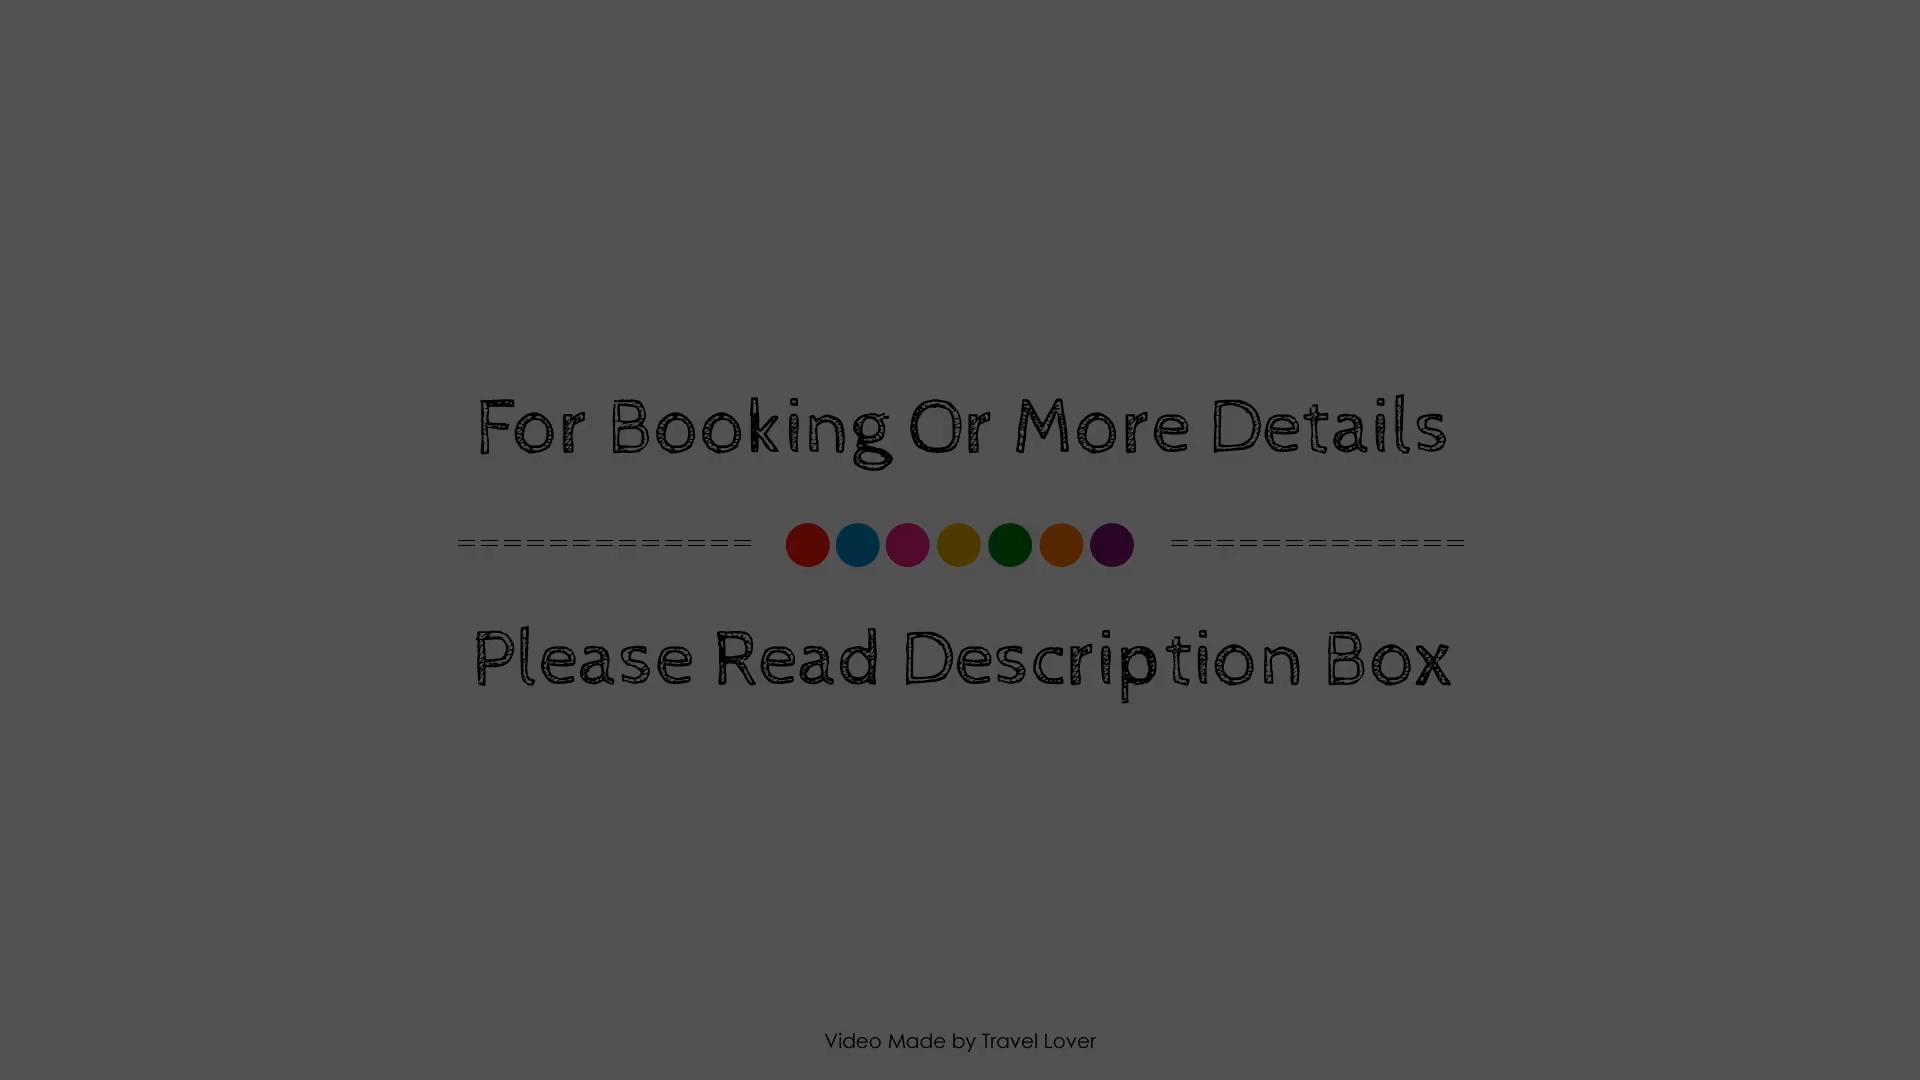 For Booking Or More Details
============= =============
Please Read Description Box
Video Made by Travel Lover